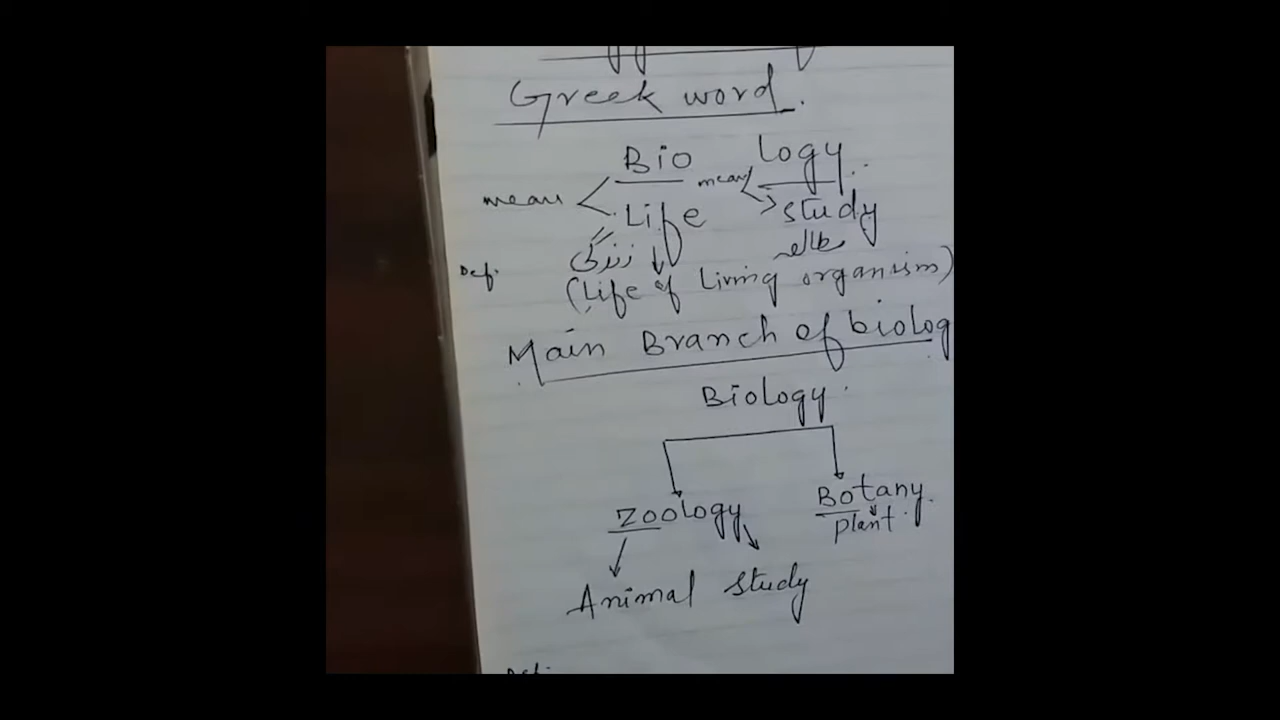 Greek word.
Bio Logy
mean mean
Life study
زندگی مطالعہ
Def:
(Life of Living organism)
Main Branch of biolog
Biology
Zoology Botany
plant
Animal study